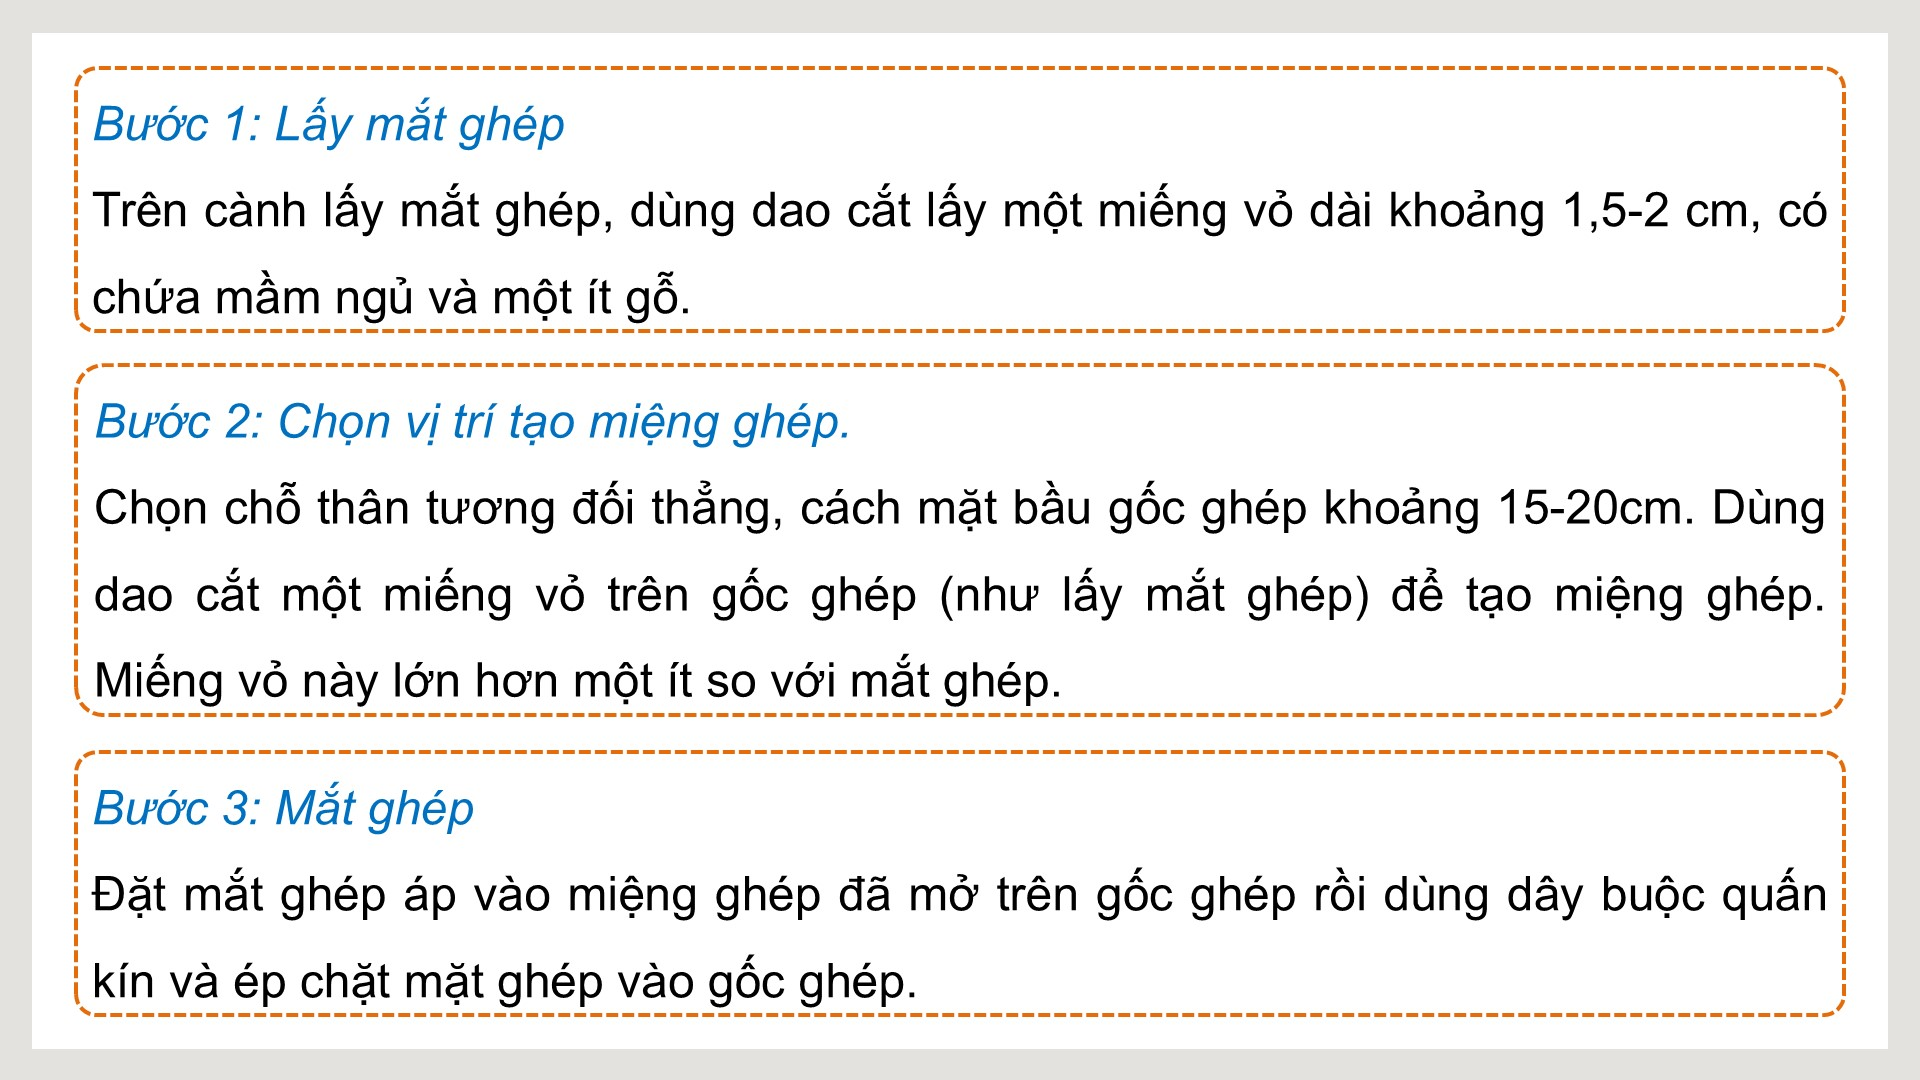 Bước 1: Lấy mắt ghép
Trên cành lấy mắt ghép, dùng dao cắt lấy một miếng vỏ dài khoảng 1,5-2 cm, có
chứa mầm ngủ và một ít gỗ.
Bước 2: Chọn vị trí tạo miệng ghép.
Chọn chỗ thân tương đối thẳng, cách mặt bầu gốc ghép khoảng 15-20cm. Dùng
dao cắt một miếng vỏ trên gốc ghép (như lấy mắt ghép) để tạo miệng ghép.
Miếng vỏ này lớn hơn một ít so với mắt ghép.
Bước 3: Mắt ghép
Đặt mắt ghép áp vào miệng ghép đã mở trên gốc ghép rồi dùng dây buộc quấn
kín và ép chặt mặt ghép vào gốc ghép.